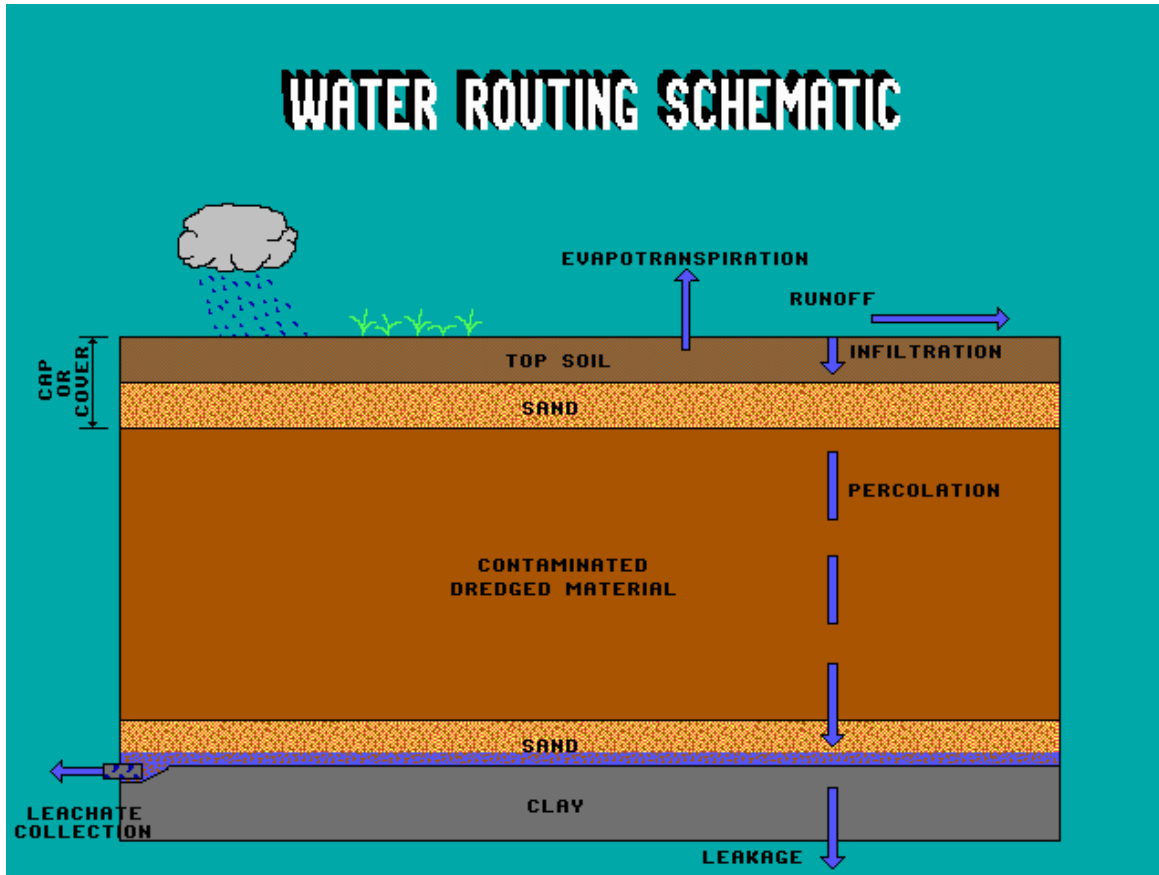 WATER ROUTING SCHEMATIC
EVAPOTRANSPIRATION
RUNOFF
CAP
OR
COVER
TOP SOIL
INFILTRATION
SAND
PERCOLATION
CONTAMINATED
DREDGED MATERIAL
SAND
LEACHATE
COLLECTION
CLAY
LEAKAGE